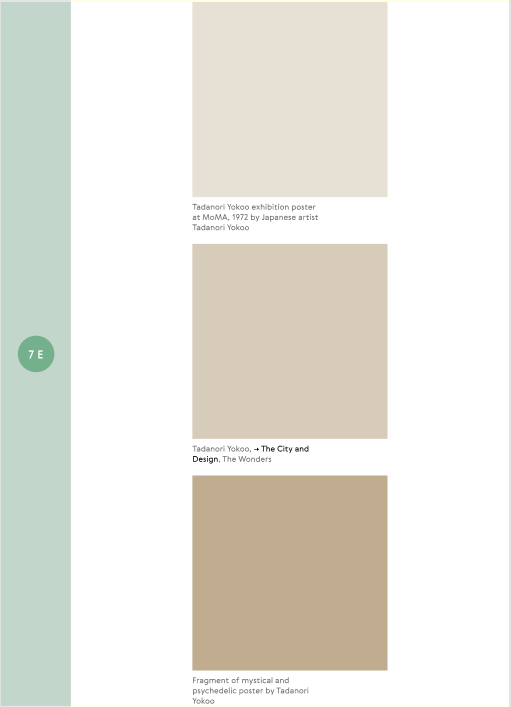 Tadanori Yokoo exhibition poster
at MoMA, 1972 by Japanese artist
Tadanori Yokoo
7 E
Tadanori Yokoo, → The City and
Design, The Wonders
Fragment of mystical and
psychedelic poster by Tadanori
Yokoo